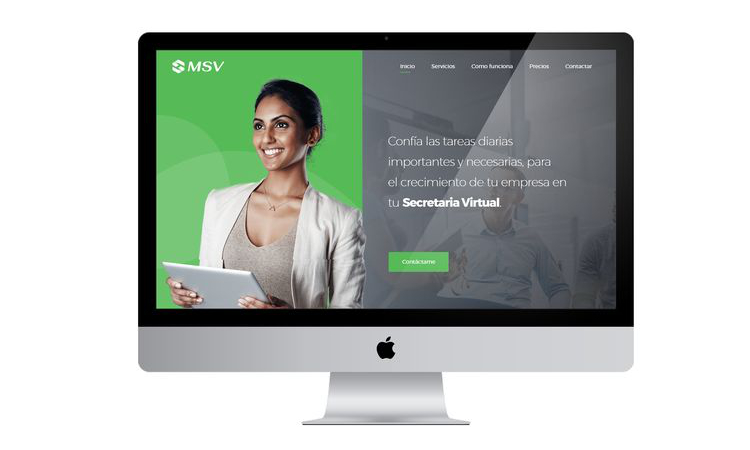 MSV
Inicio Servicios Como funciona Precios Contactar
Confía las tareas diarias
importantes y necesarias, para
el crecimiento de tu empresa en
tu Secretaria Virtual.
Contáctame